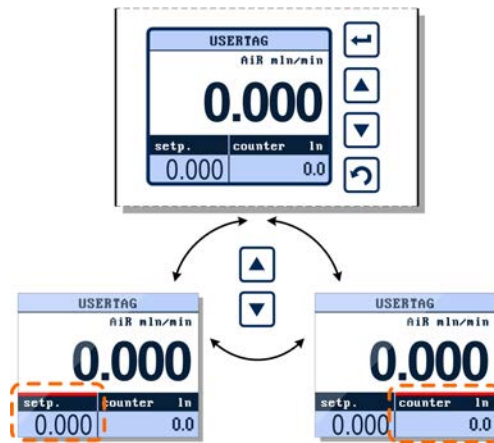 USERTAG
AiR mln/min
0.000
setp. counter ln
0.000 0.0
USERTAG
AiR mln/min
0.000
setp. counter ln
0.000 0.0
USERTAG
AiR mln/min
0.000
setp. counter ln
0.000 0.0